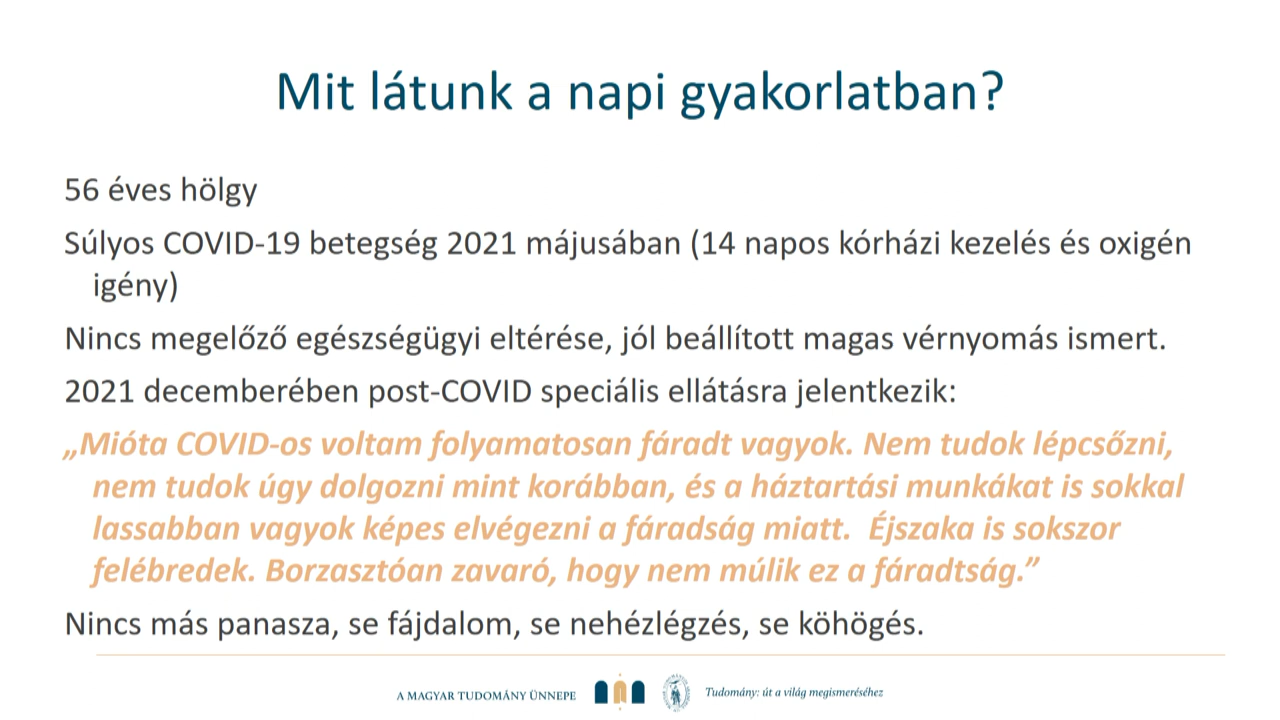 Mit látunk a napi gyakorlatban?
56 éves hölgy
Súlyos COVID-19 betegség 2021 májusában (14 napos kórházi kezelés és oxigén
igény)
Nincs megelőző egészségügyi eltérése, jól beállított magas vérnyomás ismert.
2021 decemberében post-COVID speciális ellátásra jelentkezik:
„Mióta COVID-os voltam folyamatosan fáradt vagyok. Nem tudok lépcsőzni,
nem tudok úgy dolgozni mint korábban, és a háztartási munkákat is sokkal
lassabban vagyok képes elvégezni a fáradság miatt. Éjszaka is sokszor
felébredek. Borzasztóan zavaró, hogy nem múlik ez a fáradtság.”
Nincs más panasza, se fájdalom, se nehézlégzés, se köhögés.
A MAGYAR TUDOMÁNY ÜNNEPE
Tudomány: út a világ megismeréséhez